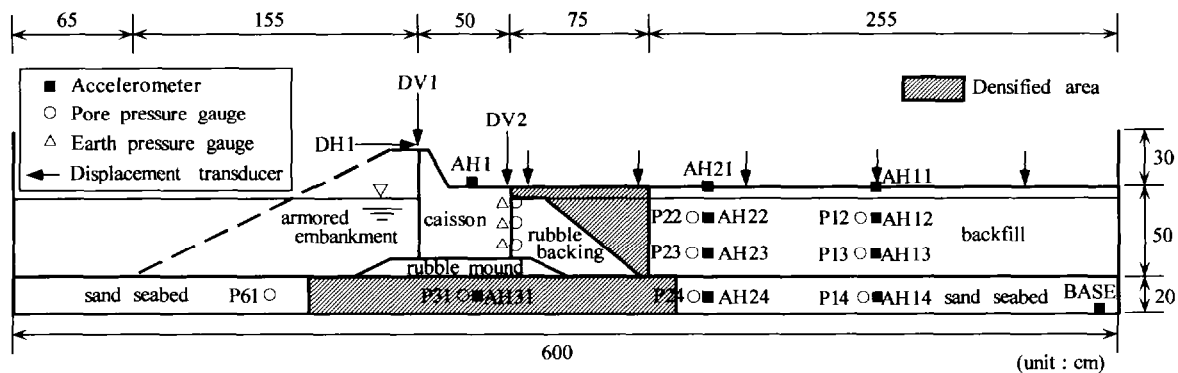 65 155 50 75 255
■ Accelerometer
○ Pore pressure gauge
△ Earth pressure gauge
← Displacement transducer
DV1
DH1
DV2
Densified area
AH1
AH21
AH11
30
armored
embankment
caisson
rubble
backing
P22 AH22
P12 AH12
P23 AH23
P13 AH13
backfill
50
rubble mound
sand seabed
P61
P31 AH31
P24 AH24
P14 AH14
sand seabed
BASE
20
600
(unit : cm)